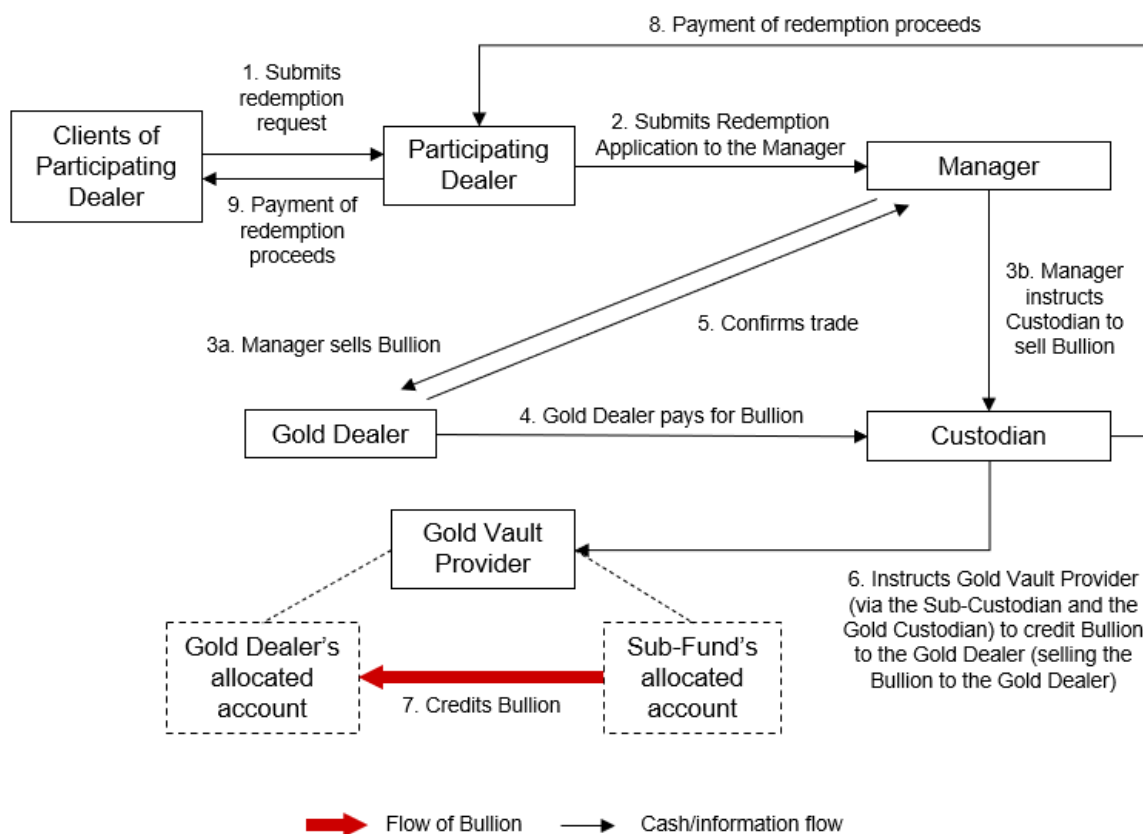 8. Payment of redemption proceeds
1. Submits
redemption
request
Clients of
Participating
Dealer
Participating
Dealer
2. Submits Redemption
Application to the Manager
Manager
9. Payment of
redemption
proceeds
3b. Manager
instructs
Custodian to
sell Bullion
5. Confirms trade
3a. Manager sells Bullion
Gold Dealer
4. Gold Dealer pays for Bullion
Custodian
Gold Vault
Provider
6. Instructs Gold Vault Provider
(via the Sub-Custodian and the
Gold Custodian) to credit Bullion
to the Gold Dealer (selling the
Bullion to the Gold Dealer)
Gold Dealer's
allocated
account
Sub-Fund's
allocated
account
7. Credits Bullion
Flow of Bullion
Cash/information flow